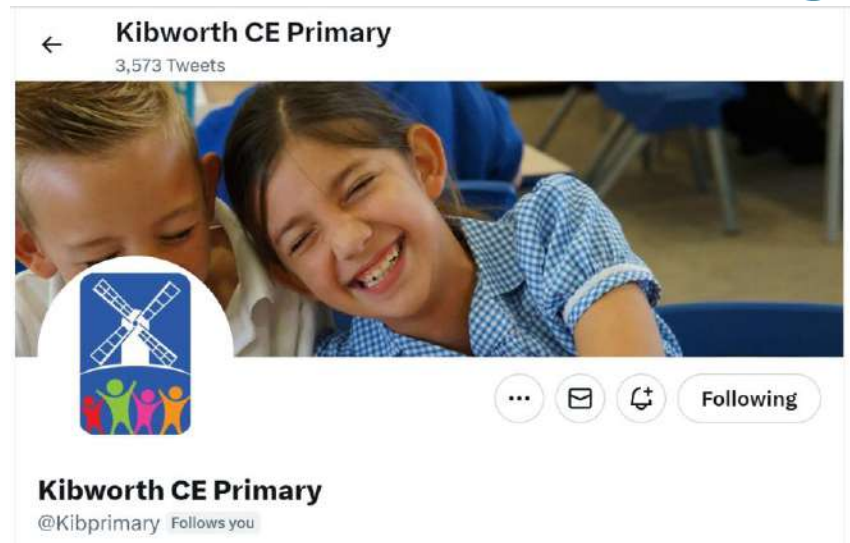 Kibworth CE Primary
3,573 Tweets
Following
Kibworth CE Primary
@Kibprimary Follows you